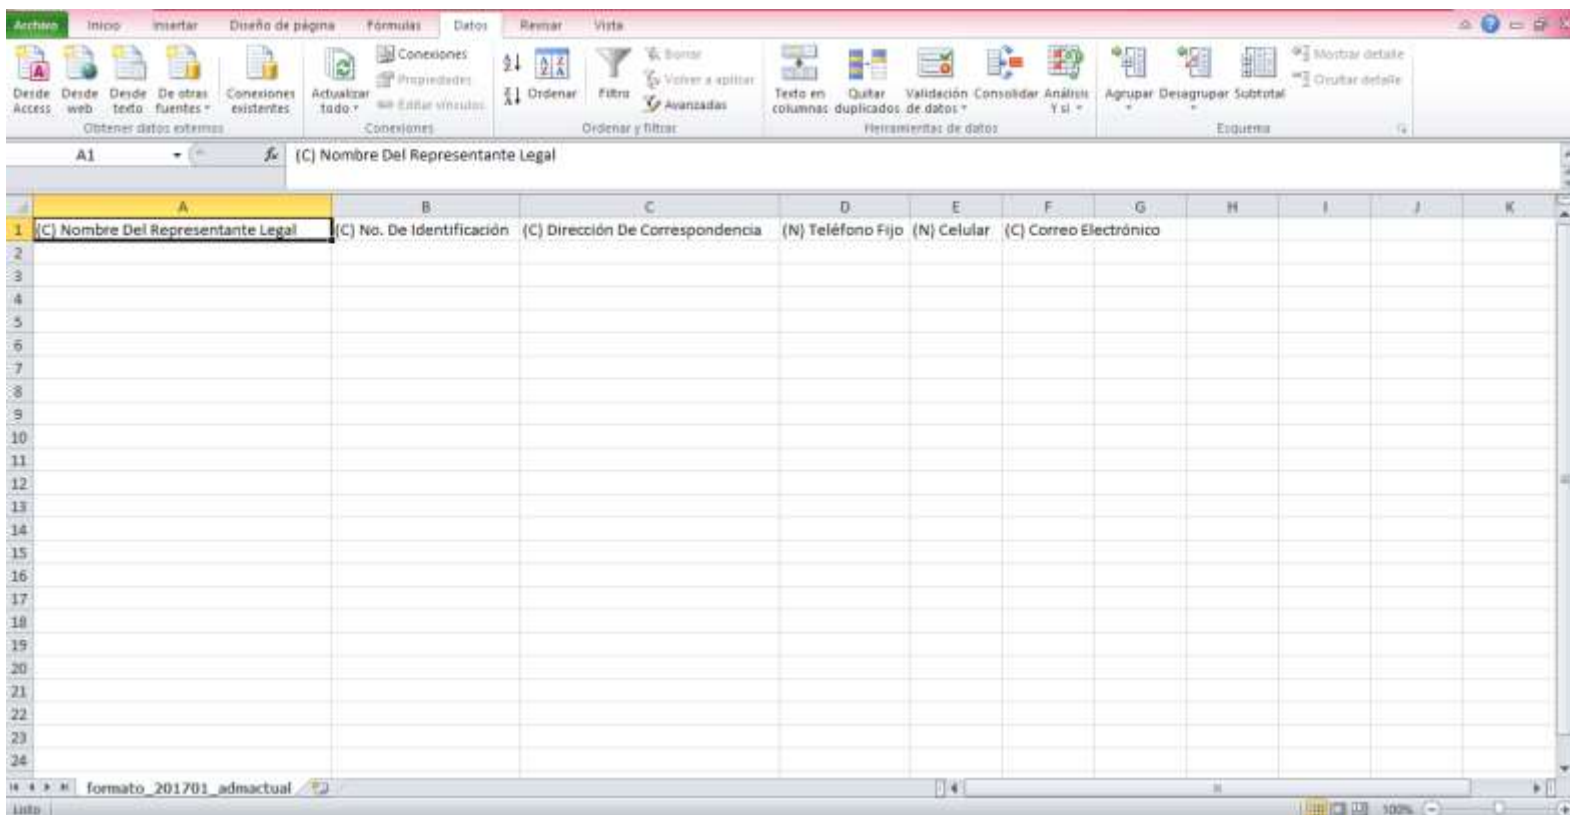 Archivo Inicio Insertar Diseño de página Fórmulas Datos Revisar Vista
Desde Access Desde web Desde texto De otras fuentes Conexiones existentes
Obtener datos externos
Actualizar todo Conexiones Propiedades Editar vínculos
Conexiones
Ordenar Filtro Borrar Volver a aplicar Avanzadas
Ordenar y filtrar
Texto en columnas Quitar duplicados Validación de datos Consolidar Análisis Y si
Herramientas de datos
Agrupar Desagrupar Subtotal Mostrar detalle Ocultar detalle
Esquema
A1 fx (C) Nombre Del Representante Legal
A B C D E F G H I J K
1 (C) Nombre Del Representante Legal (C) No. De Identificación (C) Dirección De Correspondencia (N) Teléfono Fijo (N) Celular (C) Correo Electrónico
2
3
4
5
6
7
8
9
10
11
12
13
14
15
16
17
18
19
20
21
22
23
24
formato_201701_admactual
Listo 100%